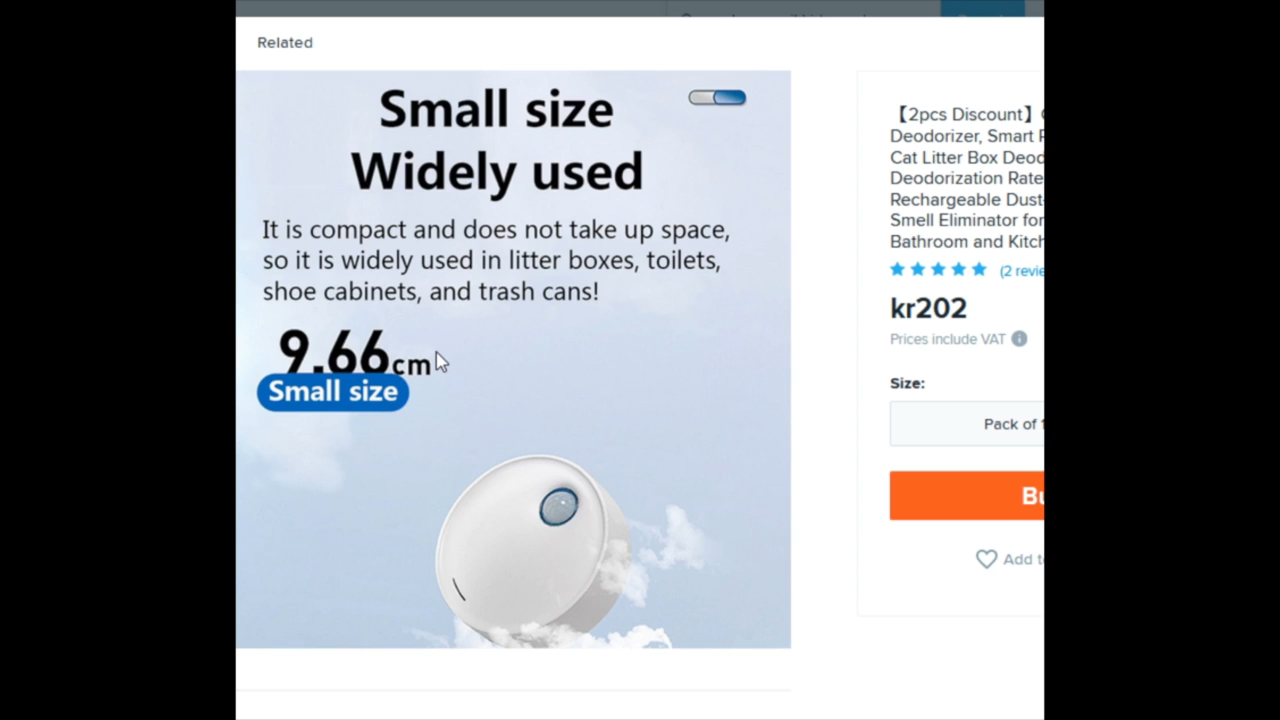 Related
Small size
Widely used
It is compact and does not take up space,
so it is widely used in litter boxes, toilets,
shoe cabinets, and trash cans!
9.66cm
Small size
【2pcs Discount】
Deodorizer, Smart
Cat Litter Box
Deodorization Rate
Rechargeable Dust-
Smell Eliminator for
Bathroom and
(2
kr202
Prices include VAT
Size:
Pack of
Add